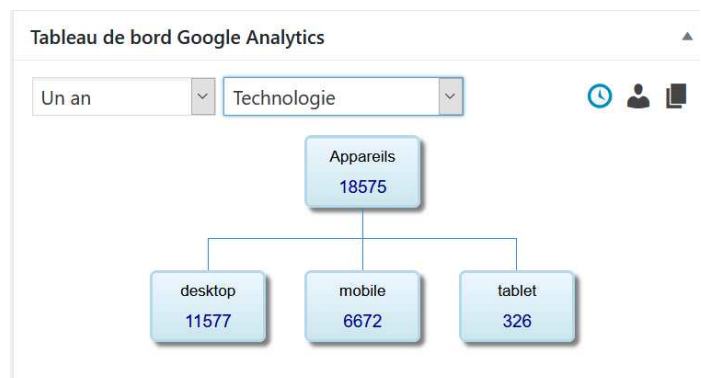 Tableau de bord Google Analytics
Un an Technologie
Appareils
18575
desktop mobile tablet
11577 6672 326